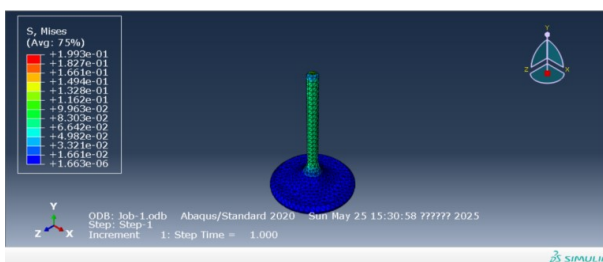 S, Mises
(Avg: 75%)
+1.993e-01
+1.827e-01
+1.661e-01
+1.494e-01
+1.328e-01
+1.162e-01
+9.963e-02
+8.303e-02
+6.642e-02
+4.982e-02
+3.321e-02
+1.661e-02
+1.663e-06
Y
Z X
Y
Z X
ODB: Job-1.odb Abaqus/Standard 2020 Sun May 25 15:30:58 ?????? 2025
Step: Step-1
Increment 1: Step Time = 1.000
SIMULIA